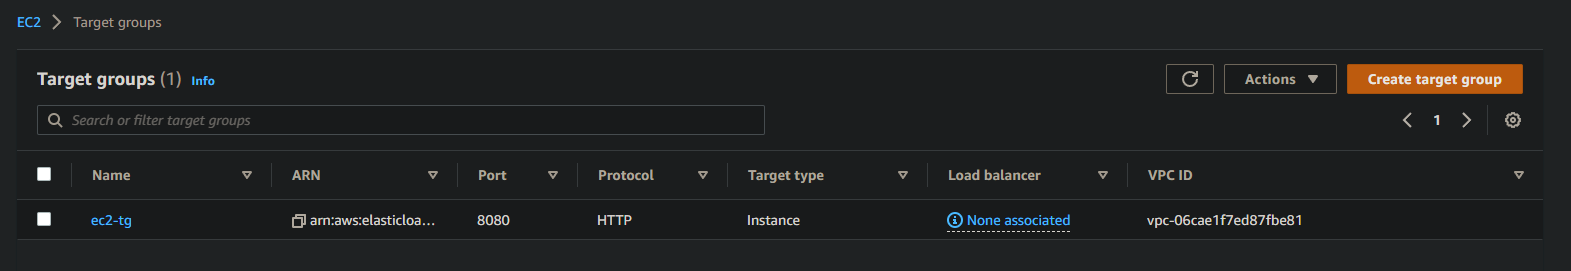 EC2 > Target groups
Target groups (1) Info
Actions Create target group
Search or filter target groups
1
Name ARN Port Protocol Target type Load balancer VPC ID
ec2-tg arn:aws:elasticloa... 8080 HTTP Instance None associated vpc-06cae1f7ed87fbe81